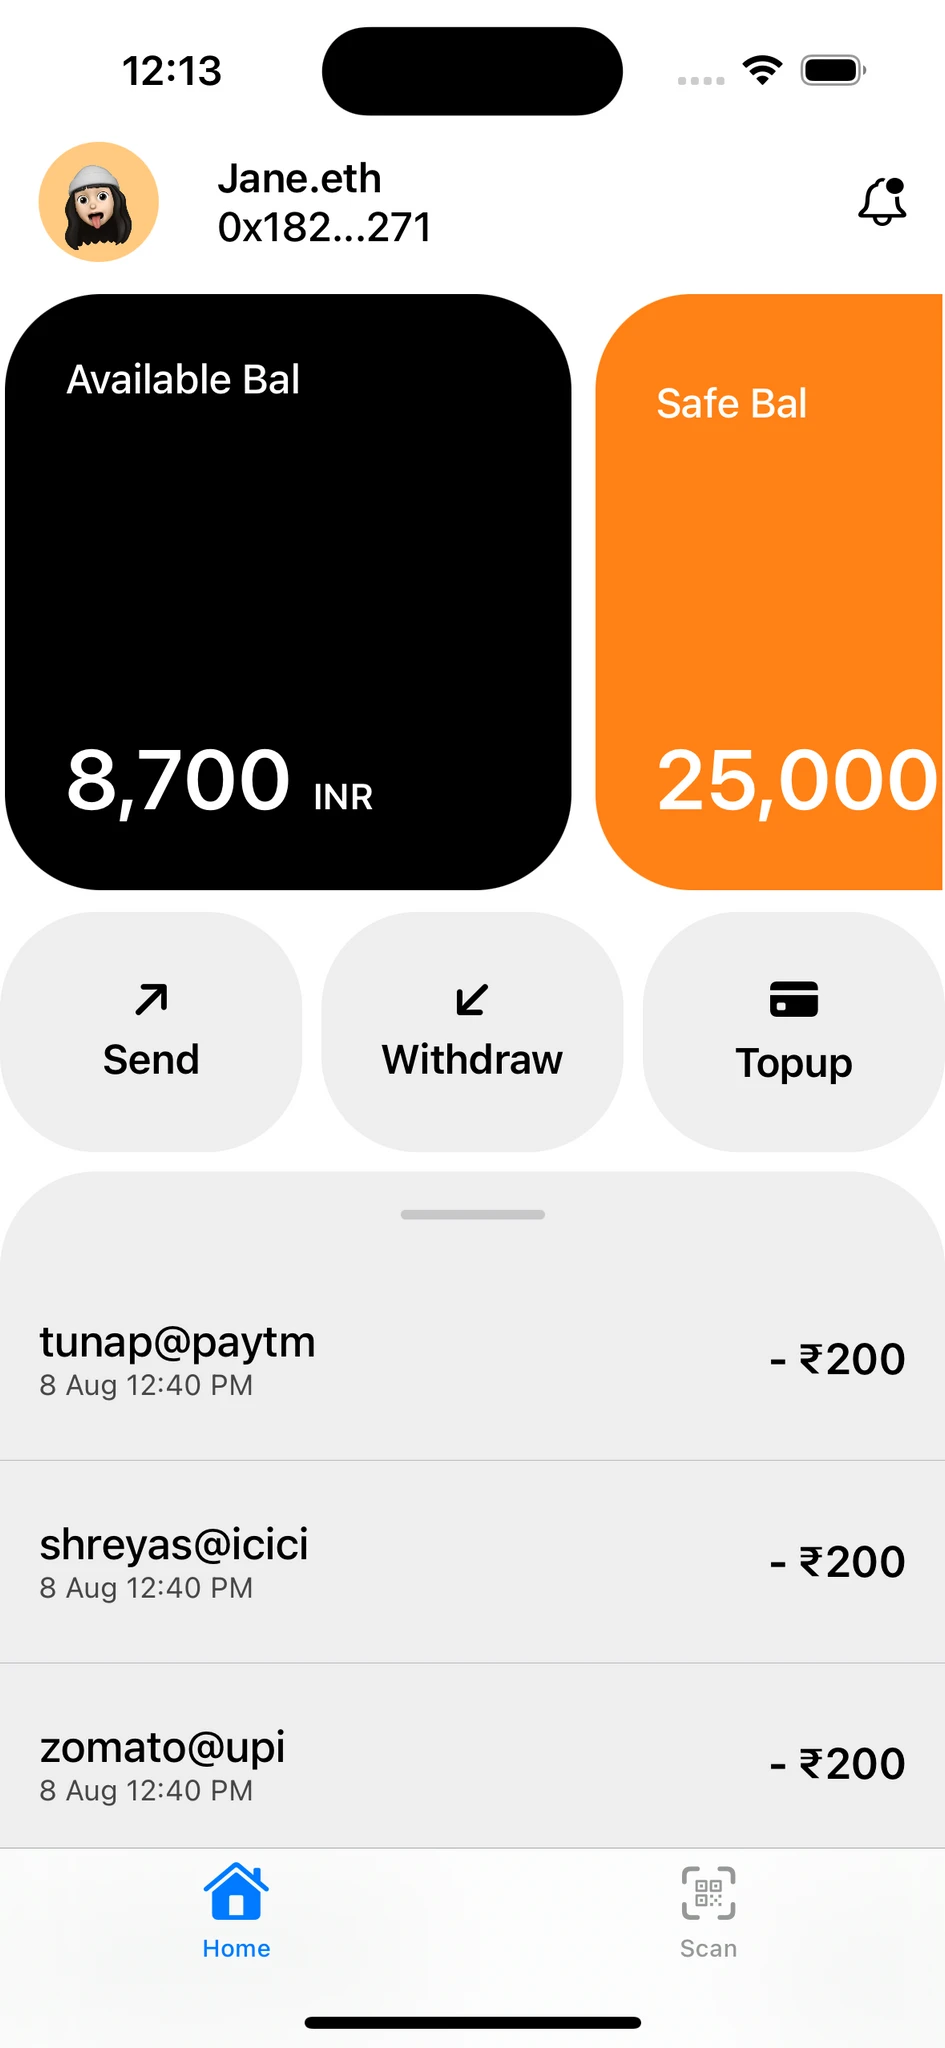 12:13
Jane.eth
0x182...271
Available Bal
8,700 INR
Safe Bal
25,000
Send
Withdraw
Topup
tunap@paytm
8 Aug 12:40 PM
- ₹200
shreyas@icici
8 Aug 12:40 PM
- ₹200
zomato@upi
8 Aug 12:40 PM
- ₹200
Home
Scan